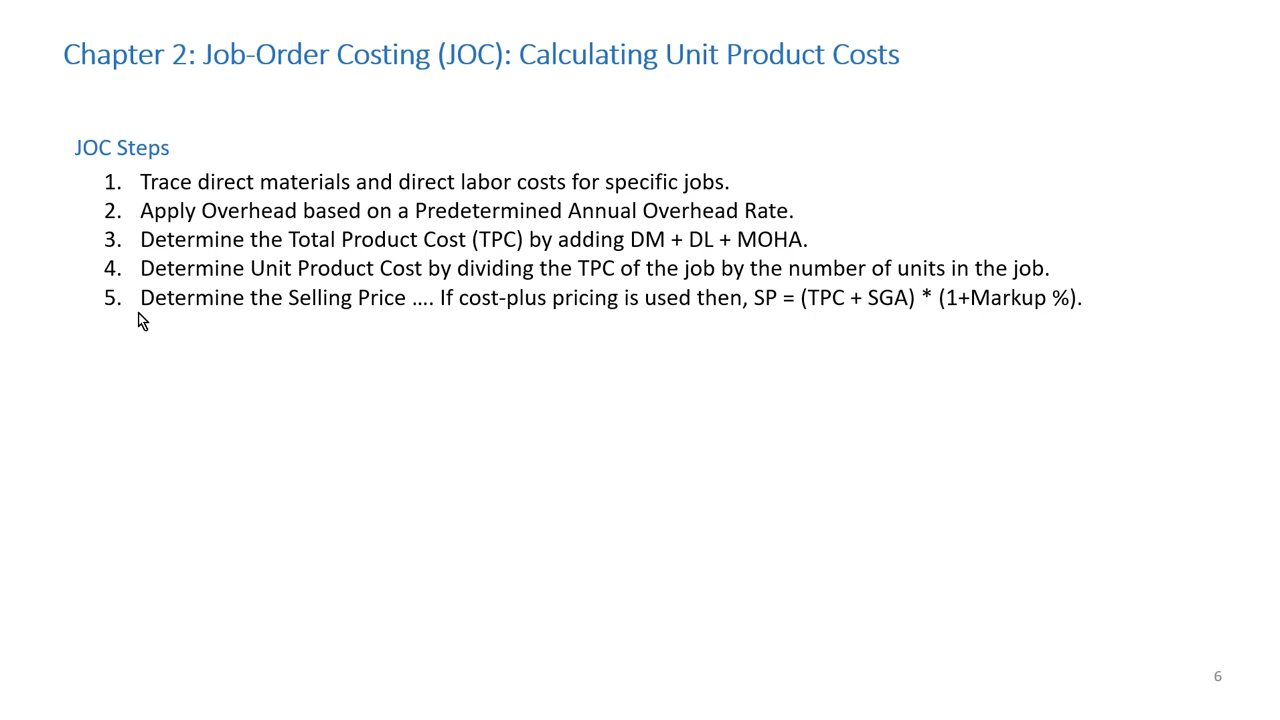 Chapter 2: Job-Order Costing (JOC): Calculating Unit Product Costs
JOC Steps
1. Trace direct materials and direct labor costs for specific jobs.
2. Apply Overhead based on a Predetermined Annual Overhead Rate.
3. Determine the Total Product Cost (TPC) by adding DM + DL + MOHA.
4. Determine Unit Product Cost by dividing the TPC of the job by the number of units in the job.
5. Determine the Selling Price .... If cost-plus pricing is used then, SP = (TPC + SGA) * (1+Markup %).
6